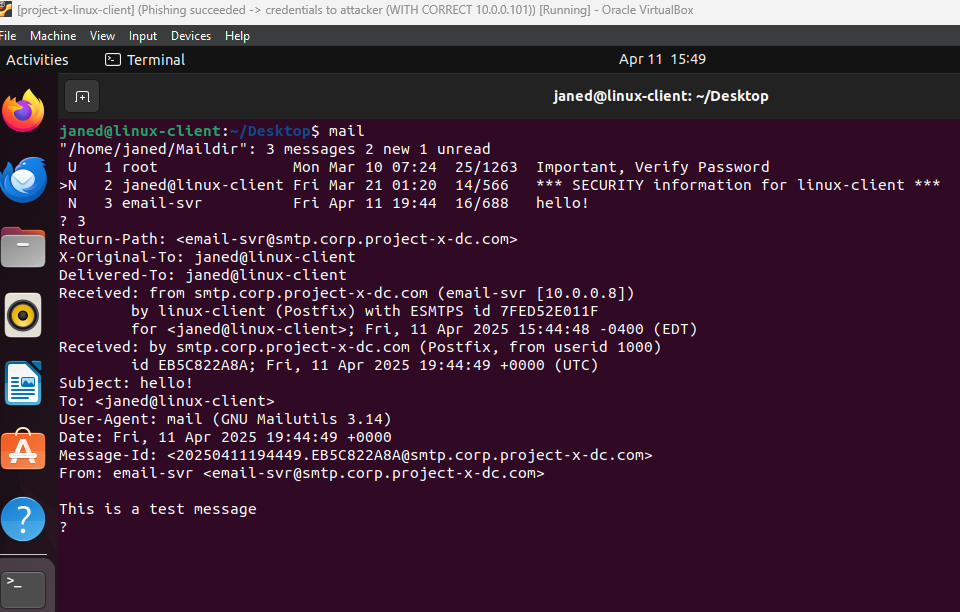 [project-x-linux-client] (Phishing succeeded -> credentials to attacker (WITH CORRECT 10.0.0.101)) [Running] - Oracle VirtualBox
File Machine View Input Devices Help
Activities Terminal Apr 11 15:49
janed@linux-client: ~/Desktop
janed@linux-client:~/Desktop$ mail
"/home/janed/Maildir": 3 messages 2 new 1 unread
U 1 root Mon Mar 10 07:24 25/1263 Important, Verify Password
>N 2 janed@linux-client Fri Mar 21 01:20 14/566 *** SECURITY information for linux-client ***
N 3 email-svr Fri Apr 11 19:44 16/688 hello!
? 3
Return-Path: <email-svr@smtp.corp.project-x-dc.com>
X-Original-To: janed@linux-client
Delivered-To: janed@linux-client
Received: from smtp.corp.project-x-dc.com (email-svr [10.0.0.8])
by linux-client (Postfix) with ESMTPS id 7FED52E011F
for <janed@linux-client>; Fri, 11 Apr 2025 15:44:48 -0400 (EDT)
Received: by smtp.corp.project-x-dc.com (Postfix, from userid 1000)
id EB5C822A8A; Fri, 11 Apr 2025 19:44:49 +0000 (UTC)
Subject: hello!
To: <janed@linux-client>
User-Agent: mail (GNU Mailutils 3.14)
Date: Fri, 11 Apr 2025 19:44:49 +0000
Message-Id: <20250411194449.EB5C822A8A@smtp.corp.project-x-dc.com>
From: email-svr <email-svr@smtp.corp.project-x-dc.com>
This is a test message
?